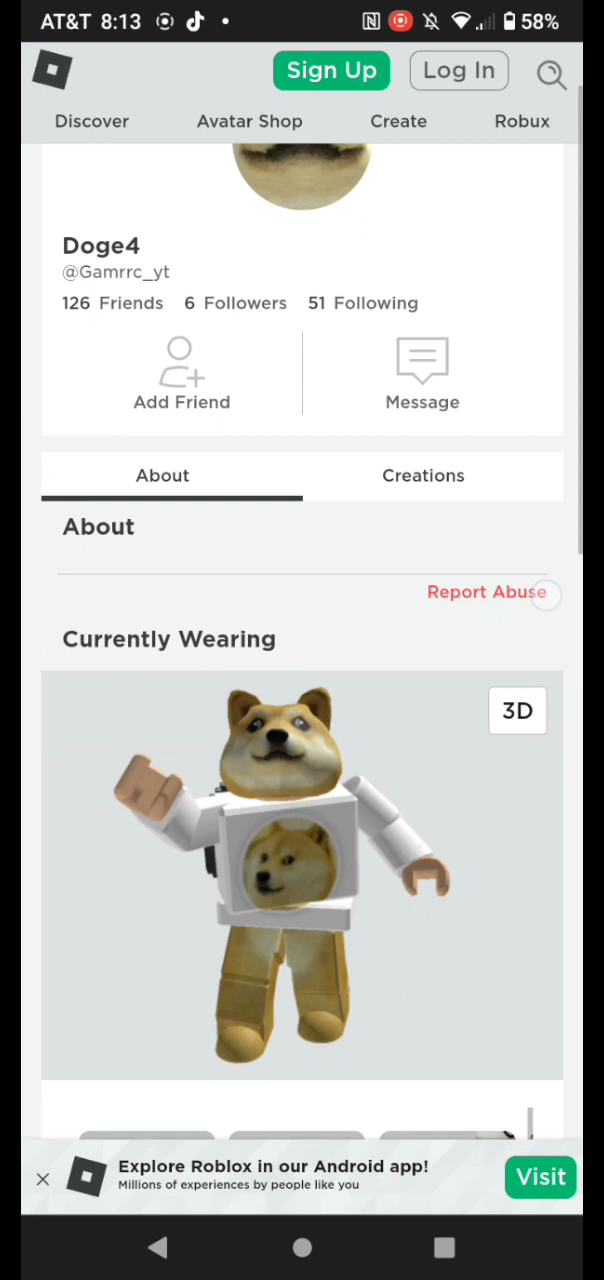 AT&T 8:13 58%
Sign Up Log In
Discover Avatar Shop Create Robux
Doge4
@Gamrrc_yt
126 Friends 6 Followers 51 Following
Add Friend Message
About Creations
About
Report Abuse
Currently Wearing
3D
Explore Roblox in our Android app!
Millions of experiences by people like you
Visit